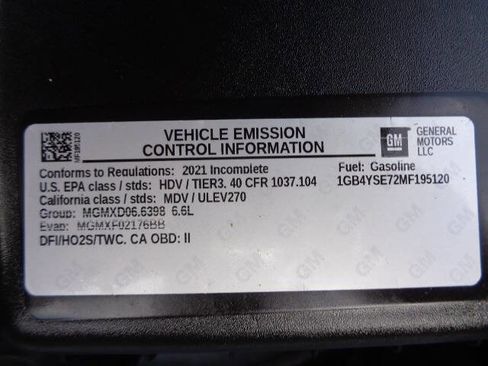 MF195120
VEHICLE EMISSION
CONTROL INFORMATION
GM
GENERAL
MOTORS
LLC
Conforms to Regulations: 2021 Incomplete
Fuel: Gasoline
U.S. EPA class / stds: HDV / TIER3. 40 CFR 1037.104
1GB4YSE72MF195120
California class / stds: MDV / ULEV270
Group: MGMXD06.6398 6.6L
Evap: MGMXF02176BB
DFI/HO2S/TWC. CA OBD: II